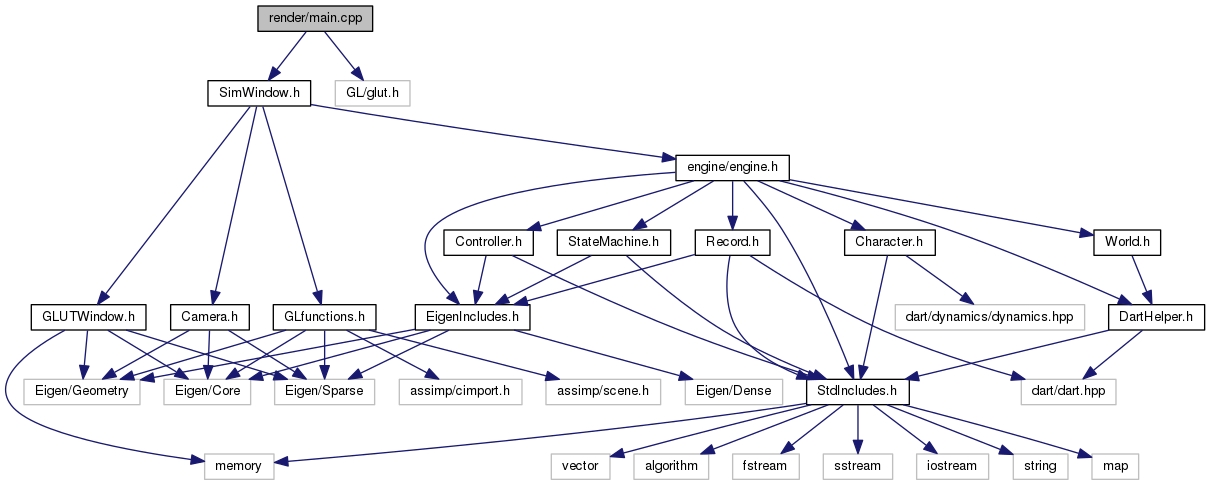 render/main.cpp
SimWindow.h
GL/glut.h
engine/engine.h
Controller.h
StateMachine.h
Record.h
Character.h
World.h
GLUTWindow.h
Camera.h
GLfunctions.h
EigenIncludes.h
dart/dynamics/dynamics.hpp
DartHelper.h
Eigen/Geometry
Eigen/Core
Eigen/Sparse
assimp/cimport.h
assimp/scene.h
Eigen/Dense
StdIncludes.h
dart/dart.hpp
memory
vector
algorithm
fstream
sstream
iostream
string
map